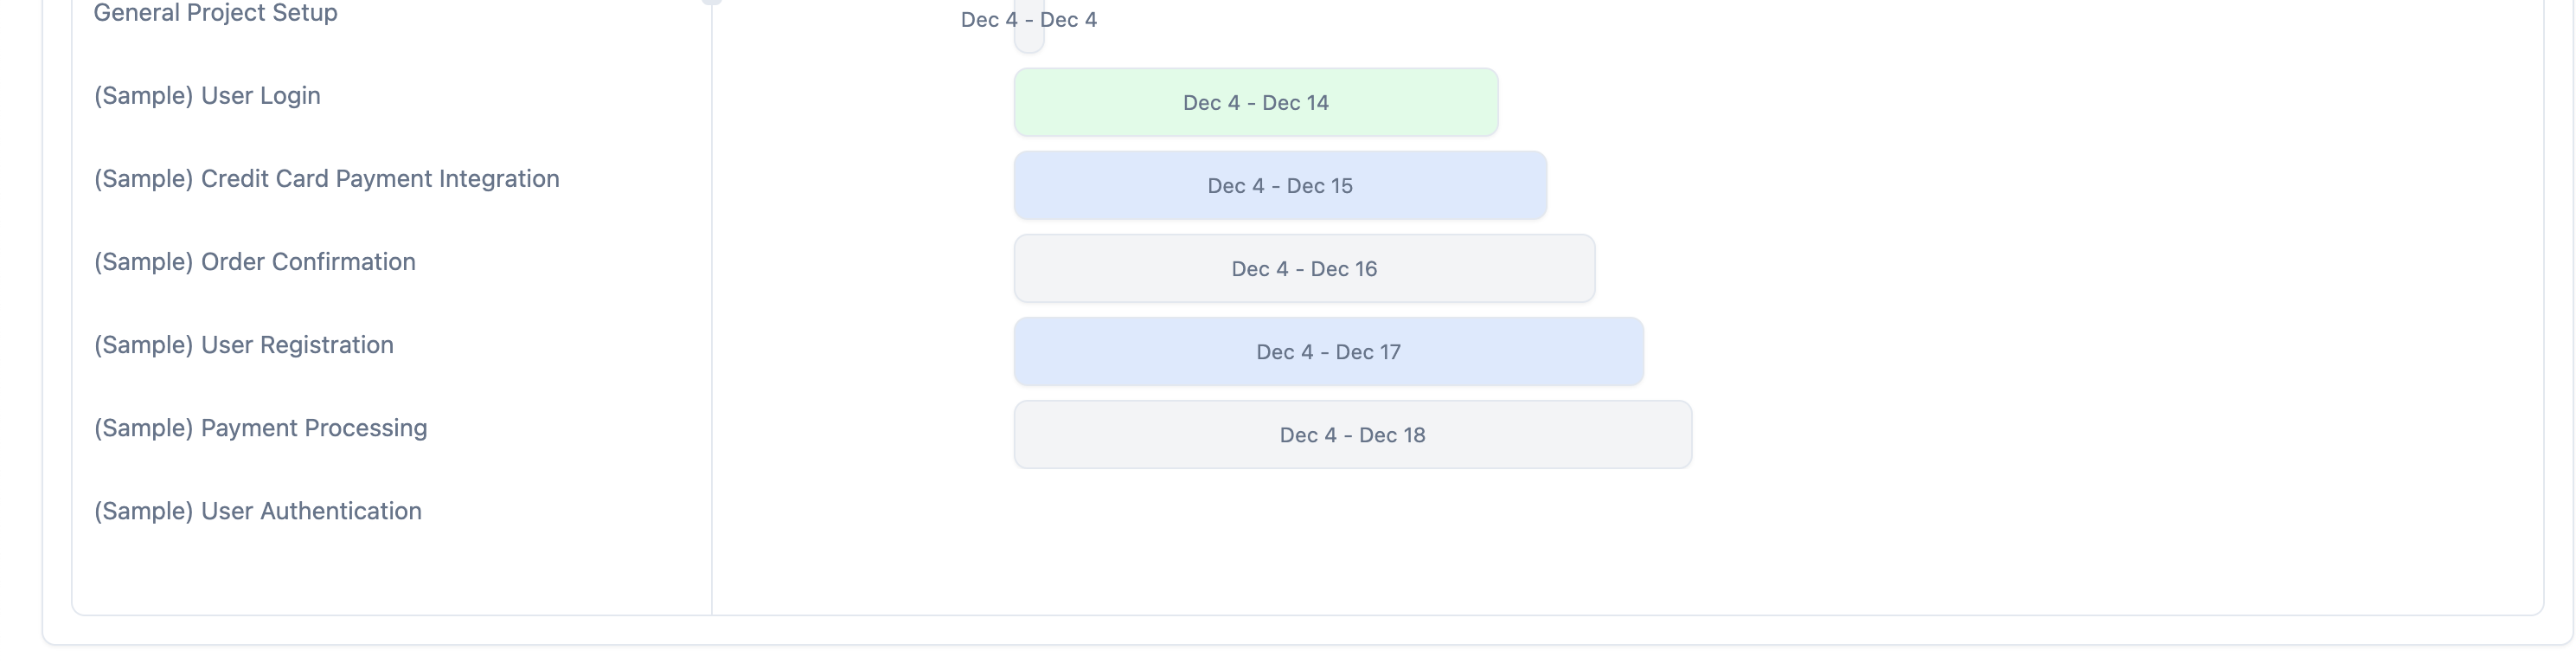 General Project Setup
Dec 4 - Dec 4
(Sample) User Login
Dec 4 - Dec 14
(Sample) Credit Card Payment Integration
Dec 4 - Dec 15
(Sample) Order Confirmation
Dec 4 - Dec 16
(Sample) User Registration
Dec 4 - Dec 17
(Sample) Payment Processing
Dec 4 - Dec 18
(Sample) User Authentication